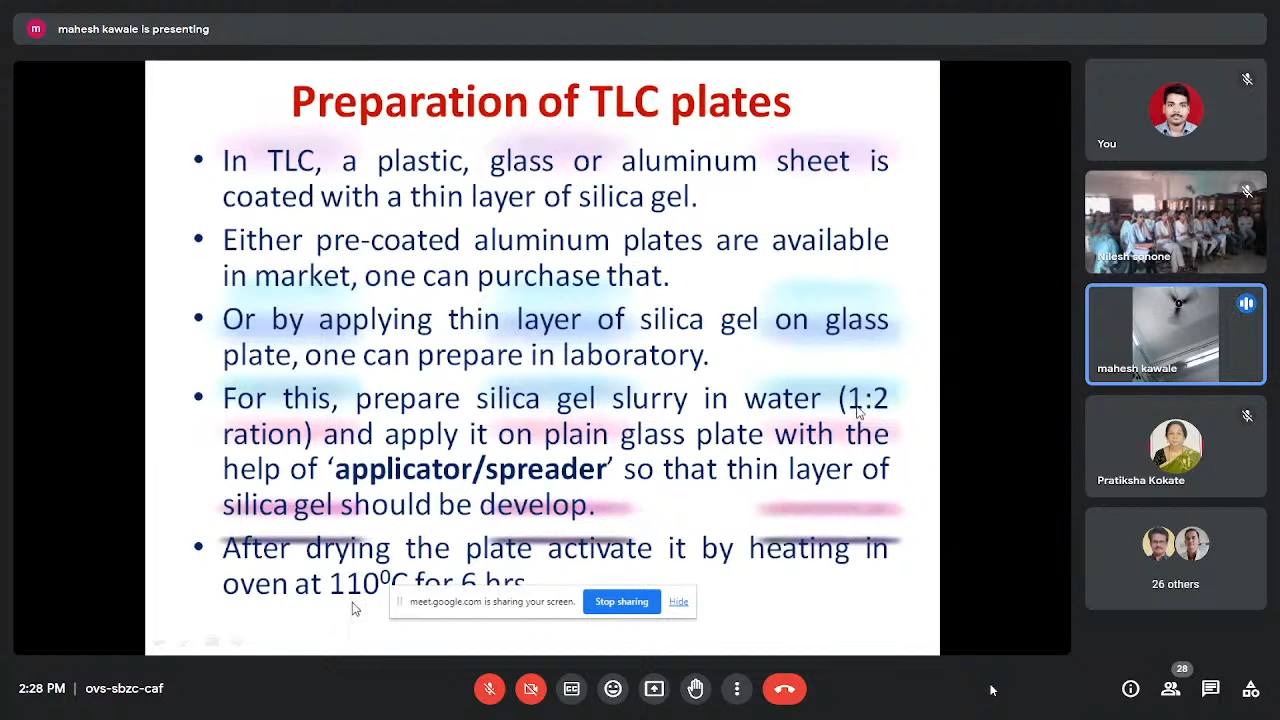 m mahesh kawale is presenting
Preparation of TLC plates
• In TLC, a plastic, glass or aluminum sheet is
coated with a thin layer of silica gel.
• Either pre-coated aluminum plates are available
in market, one can purchase that.
• Or by applying thin layer of silica gel on glass
plate, one can prepare in laboratory.
• For this, prepare silica gel slurry in water (1:2
ration) and apply it on plain glass plate with the
help of ‘applicator/spreader’ so that thin layer of
silica gel should be develop.
• After drying the plate activate it by heating in
oven at 110⁰C for 6 hrs
meet.google.com is sharing your screen. Stop sharing Hide
You
Nilesh sonone
mahesh kawale
Pratiksha Kokate
26 others
2:28 PM | ovs-sbzc-caf
28